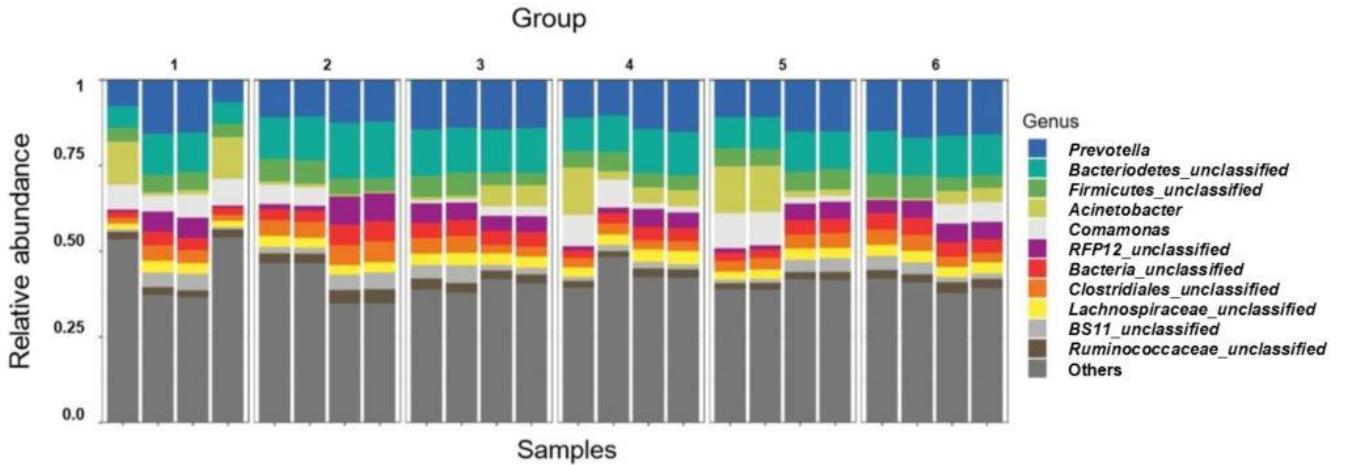 Group
1 2 3 4 5 6
1
0.75
0.50
0.25
0.0
Relative abundance
Samples
Genus
Prevotella
Bacteriodetes_unclassified
Firmicutes_unclassified
Acinetobacter
Comamonas
RFP12_unclassified
Bacteria_unclassified
Clostridiales_unclassified
Lachnospiraceae_unclassified
BS11_unclassified
Ruminococcaceae_unclassified
Others